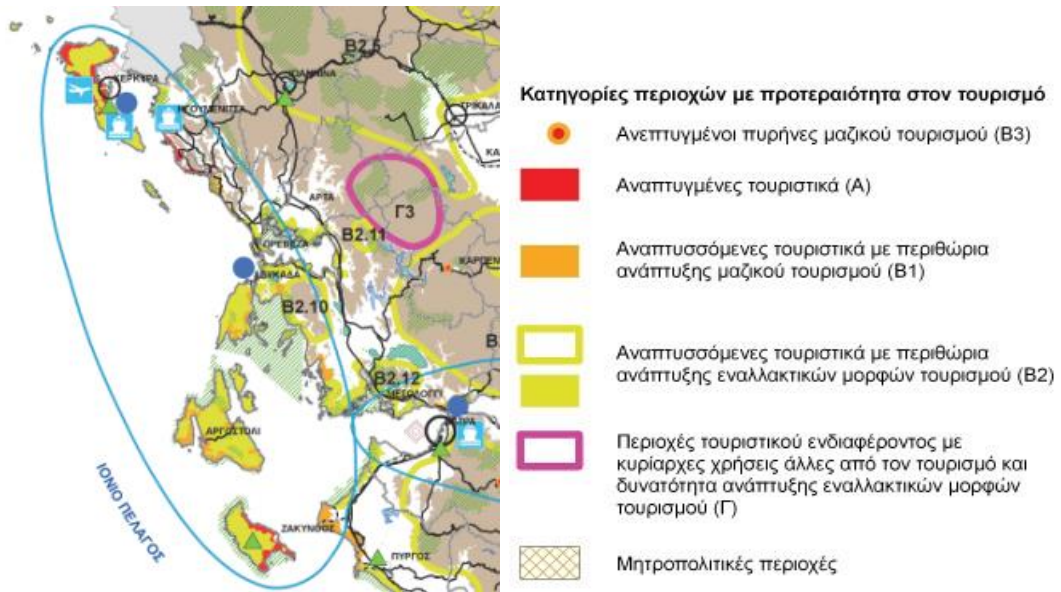 Β2.5
ΚΕΡΚΥΡΑ
ΙΩΑΝΝΙΝΑ
ΗΓΟΥΜΕΝΙΤΣΑ
ΤΡΙΚΑΛΑ
ΚΑ
Γ3
ΑΡΤΑ
ΠΡΕΒΕΖΑ
Β2.11
ΚΑΡΠΕΝ
ΛΕΥΚΑΔΑ
Β2.10
Β
Β2.12
ΜΕΣΟΛΟΓΓΙ
ΑΡΓΟΣΤΟΛΙ
ΙΟΝΙΟ ΠΕΛΑΓΟΣ
ΖΑΚΥΝΘΟΣ
ΠΥΡΓΟΣ
Κατηγορίες περιοχών με προτεραιότητα στον τουρισμό
Ανεπτυγμένοι πυρήνες μαζικού τουρισμού (Β3)
Αναπτυγμένες τουριστικά (Α)
Αναπτυσσόμενες τουριστικά με περιθώρια
ανάπτυξης μαζικού τουρισμού (Β1)
Αναπτυσσόμενες τουριστικά με περιθώρια
ανάπτυξης εναλλακτικών μορφών τουρισμού (Β2)
Περιοχές τουριστικού ενδιαφέροντος με
κυρίαρχες χρήσεις άλλες από τον τουρισμό και
δυνατότητα ανάπτυξης εναλλακτικών μορφών
τουρισμού (Γ)
Μητροπολιτικές περιοχές